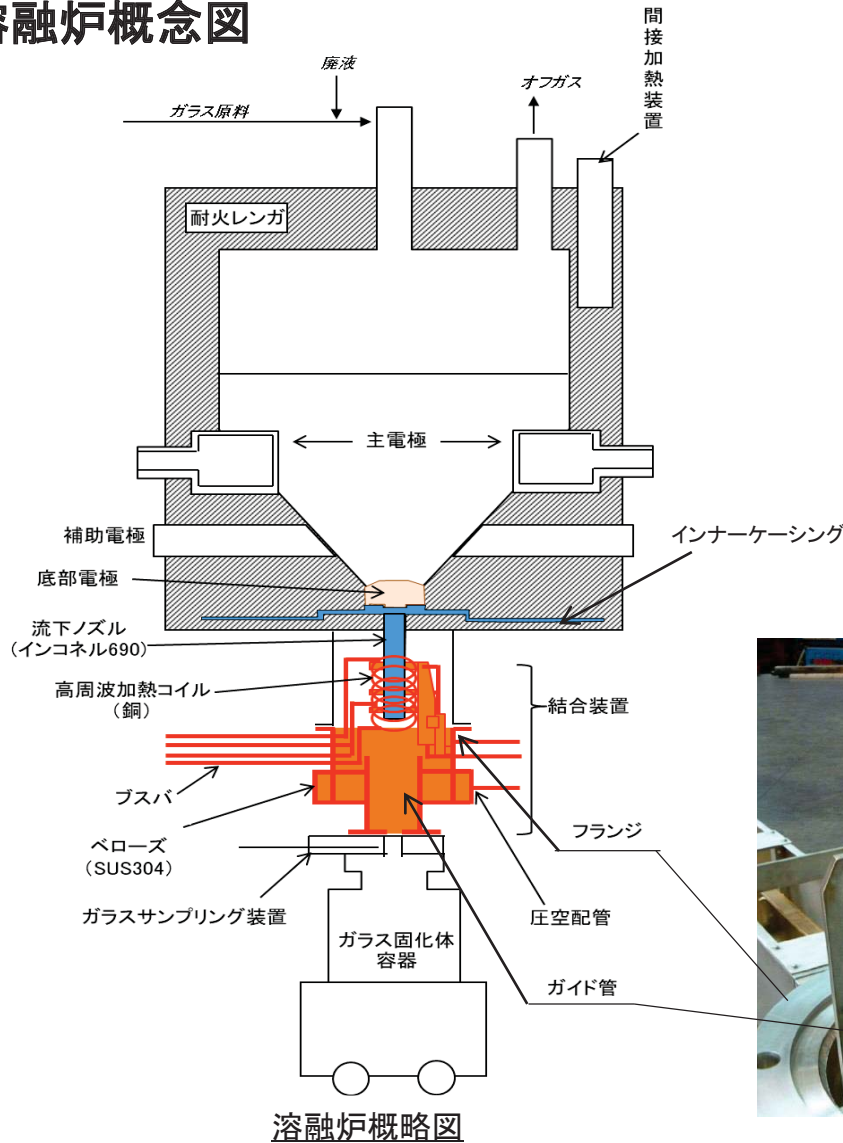 溶融炉概念図
間接加熱装置
廃液
オフガス
ガラス原料
耐火レンガ
主電極
補助電極
インナーケーシング
底部電極
流下ノズル
(インコネル690)
高周波加熱コイル
(銅)
結合装置
ブスバ
フランジ
ベローズ
(SUS304)
ガラスサンプリング装置
圧空配管
ガラス固化体
容器
ガイド管
溶融炉概略図